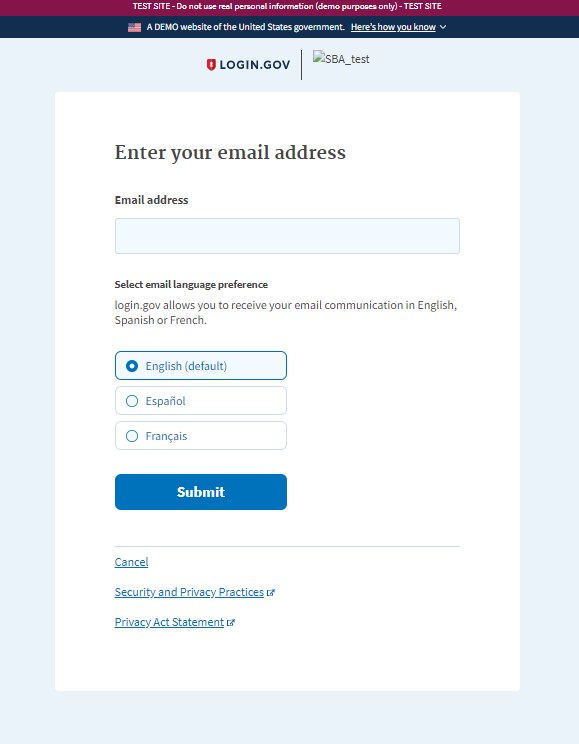 TEST SITE - Do not use real personal information (demo purposes only) - TEST SITE
A DEMO website of the United States government. Here's how you know
LOGIN.GOV SBA_test
Enter your email address
Email address
Select email language preference
login.gov allows you to receive your email communication in English,
Spanish or French.
English (default)
Español
Français
Submit
Cancel
Security and Privacy Practices
Privacy Act Statement